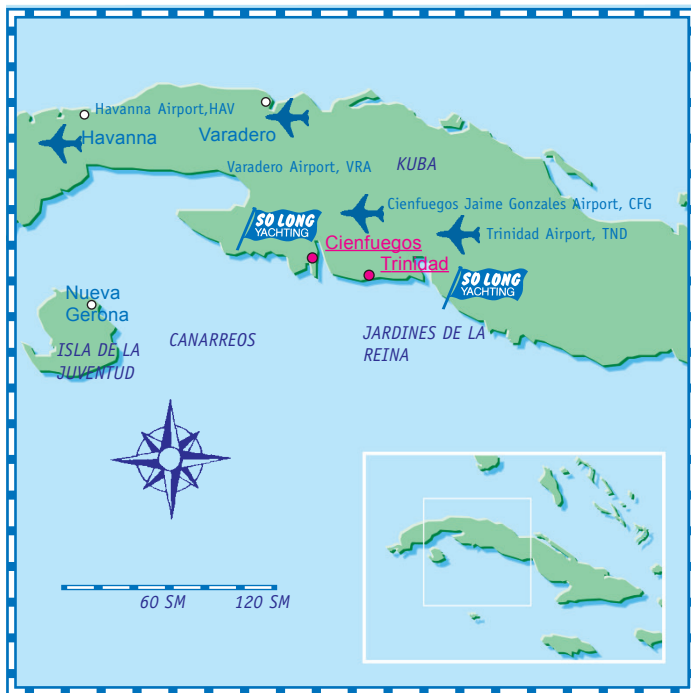 Havanna Airport,HAV
Havanna
Varadero
Varadero Airport, VRA
KUBA
Cienfuegos Jaime Gonzales Airport, CFG
SO LONG
YACHTING
Trinidad Airport, TND
Cienfuegos
Trinidad
SO LONG
YACHTING
Nueva
Gerona
ISLA DE LA
JUVENTUD
CANARREOS
JARDINES DE LA
REINA
60 SM
120 SM